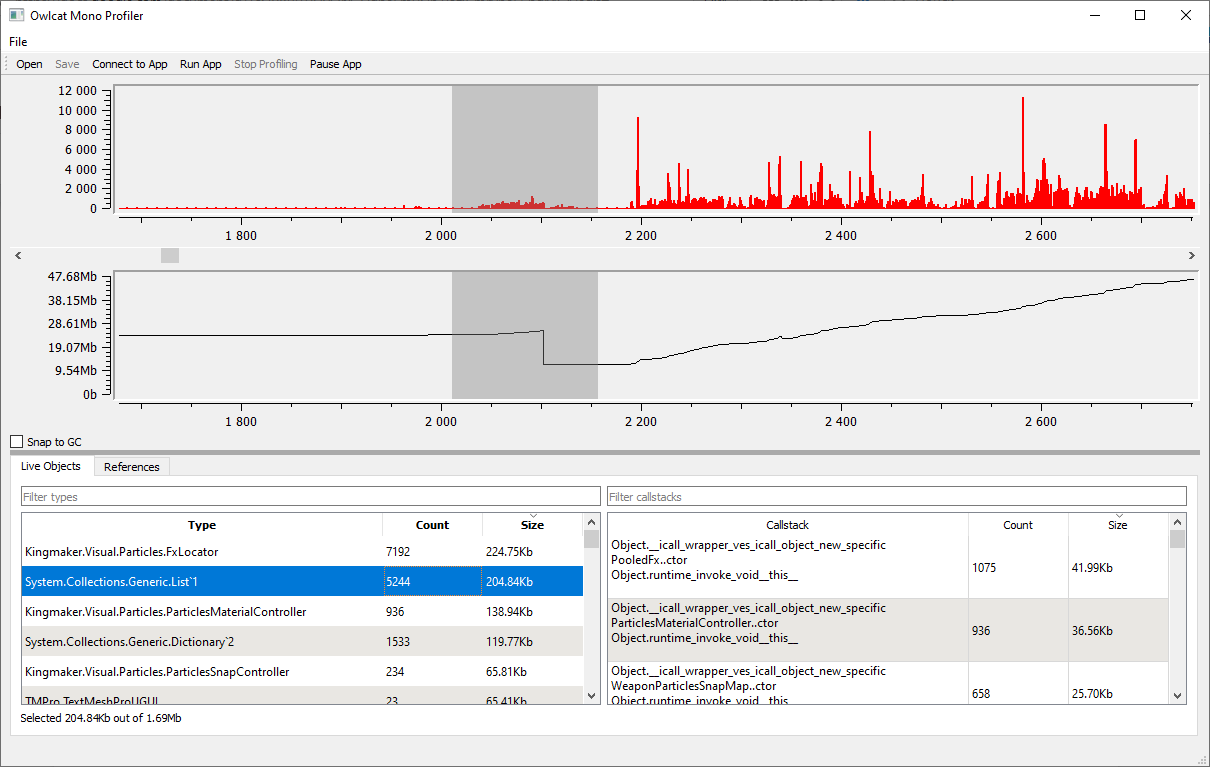 Owlcat Mono Profiler
File
Open Save Connect to App Run App Stop Profiling Pause App
12 000
10 000
8 000
6 000
4 000
2 000
0
1 800 2 000 2 200 2 400 2 600
47.68Mb
38.15Mb
28.61Mb
19.07Mb
9.54Mb
0b
1 800 2 000 2 200 2 400 2 600
Snap to GC
Live Objects References
Filter types
Type Count Size
Kingmaker.Visual.Particles.FxLocator 7192 224.75Kb
System.Collections.Generic.List`1 5244 204.84Kb
Kingmaker.Visual.Particles.ParticlesMaterialController 936 138.94Kb
System.Collections.Generic.Dictionary`2 1533 119.77Kb
Kingmaker.Visual.Particles.ParticlesSnapController 234 65.81Kb
TMPro.TextMeshProUGUI 23 65.41Kb
Filter callstacks
Callstack Count Size
Object.__icall_wrapper_ves_icall_object_new_specific
PooledFx..ctor 1075 41.99Kb
Object.runtime_invoke_void__this__
Object.__icall_wrapper_ves_icall_object_new_specific
ParticlesMaterialController..ctor 936 36.56Kb
Object.runtime_invoke_void__this__
Object.__icall_wrapper_ves_icall_object_new_specific
WeaponParticlesSnapMap..ctor 658 25.70Kb
Object.runtime_invoke_void__this__
Selected 204.84Kb out of 1.69Mb